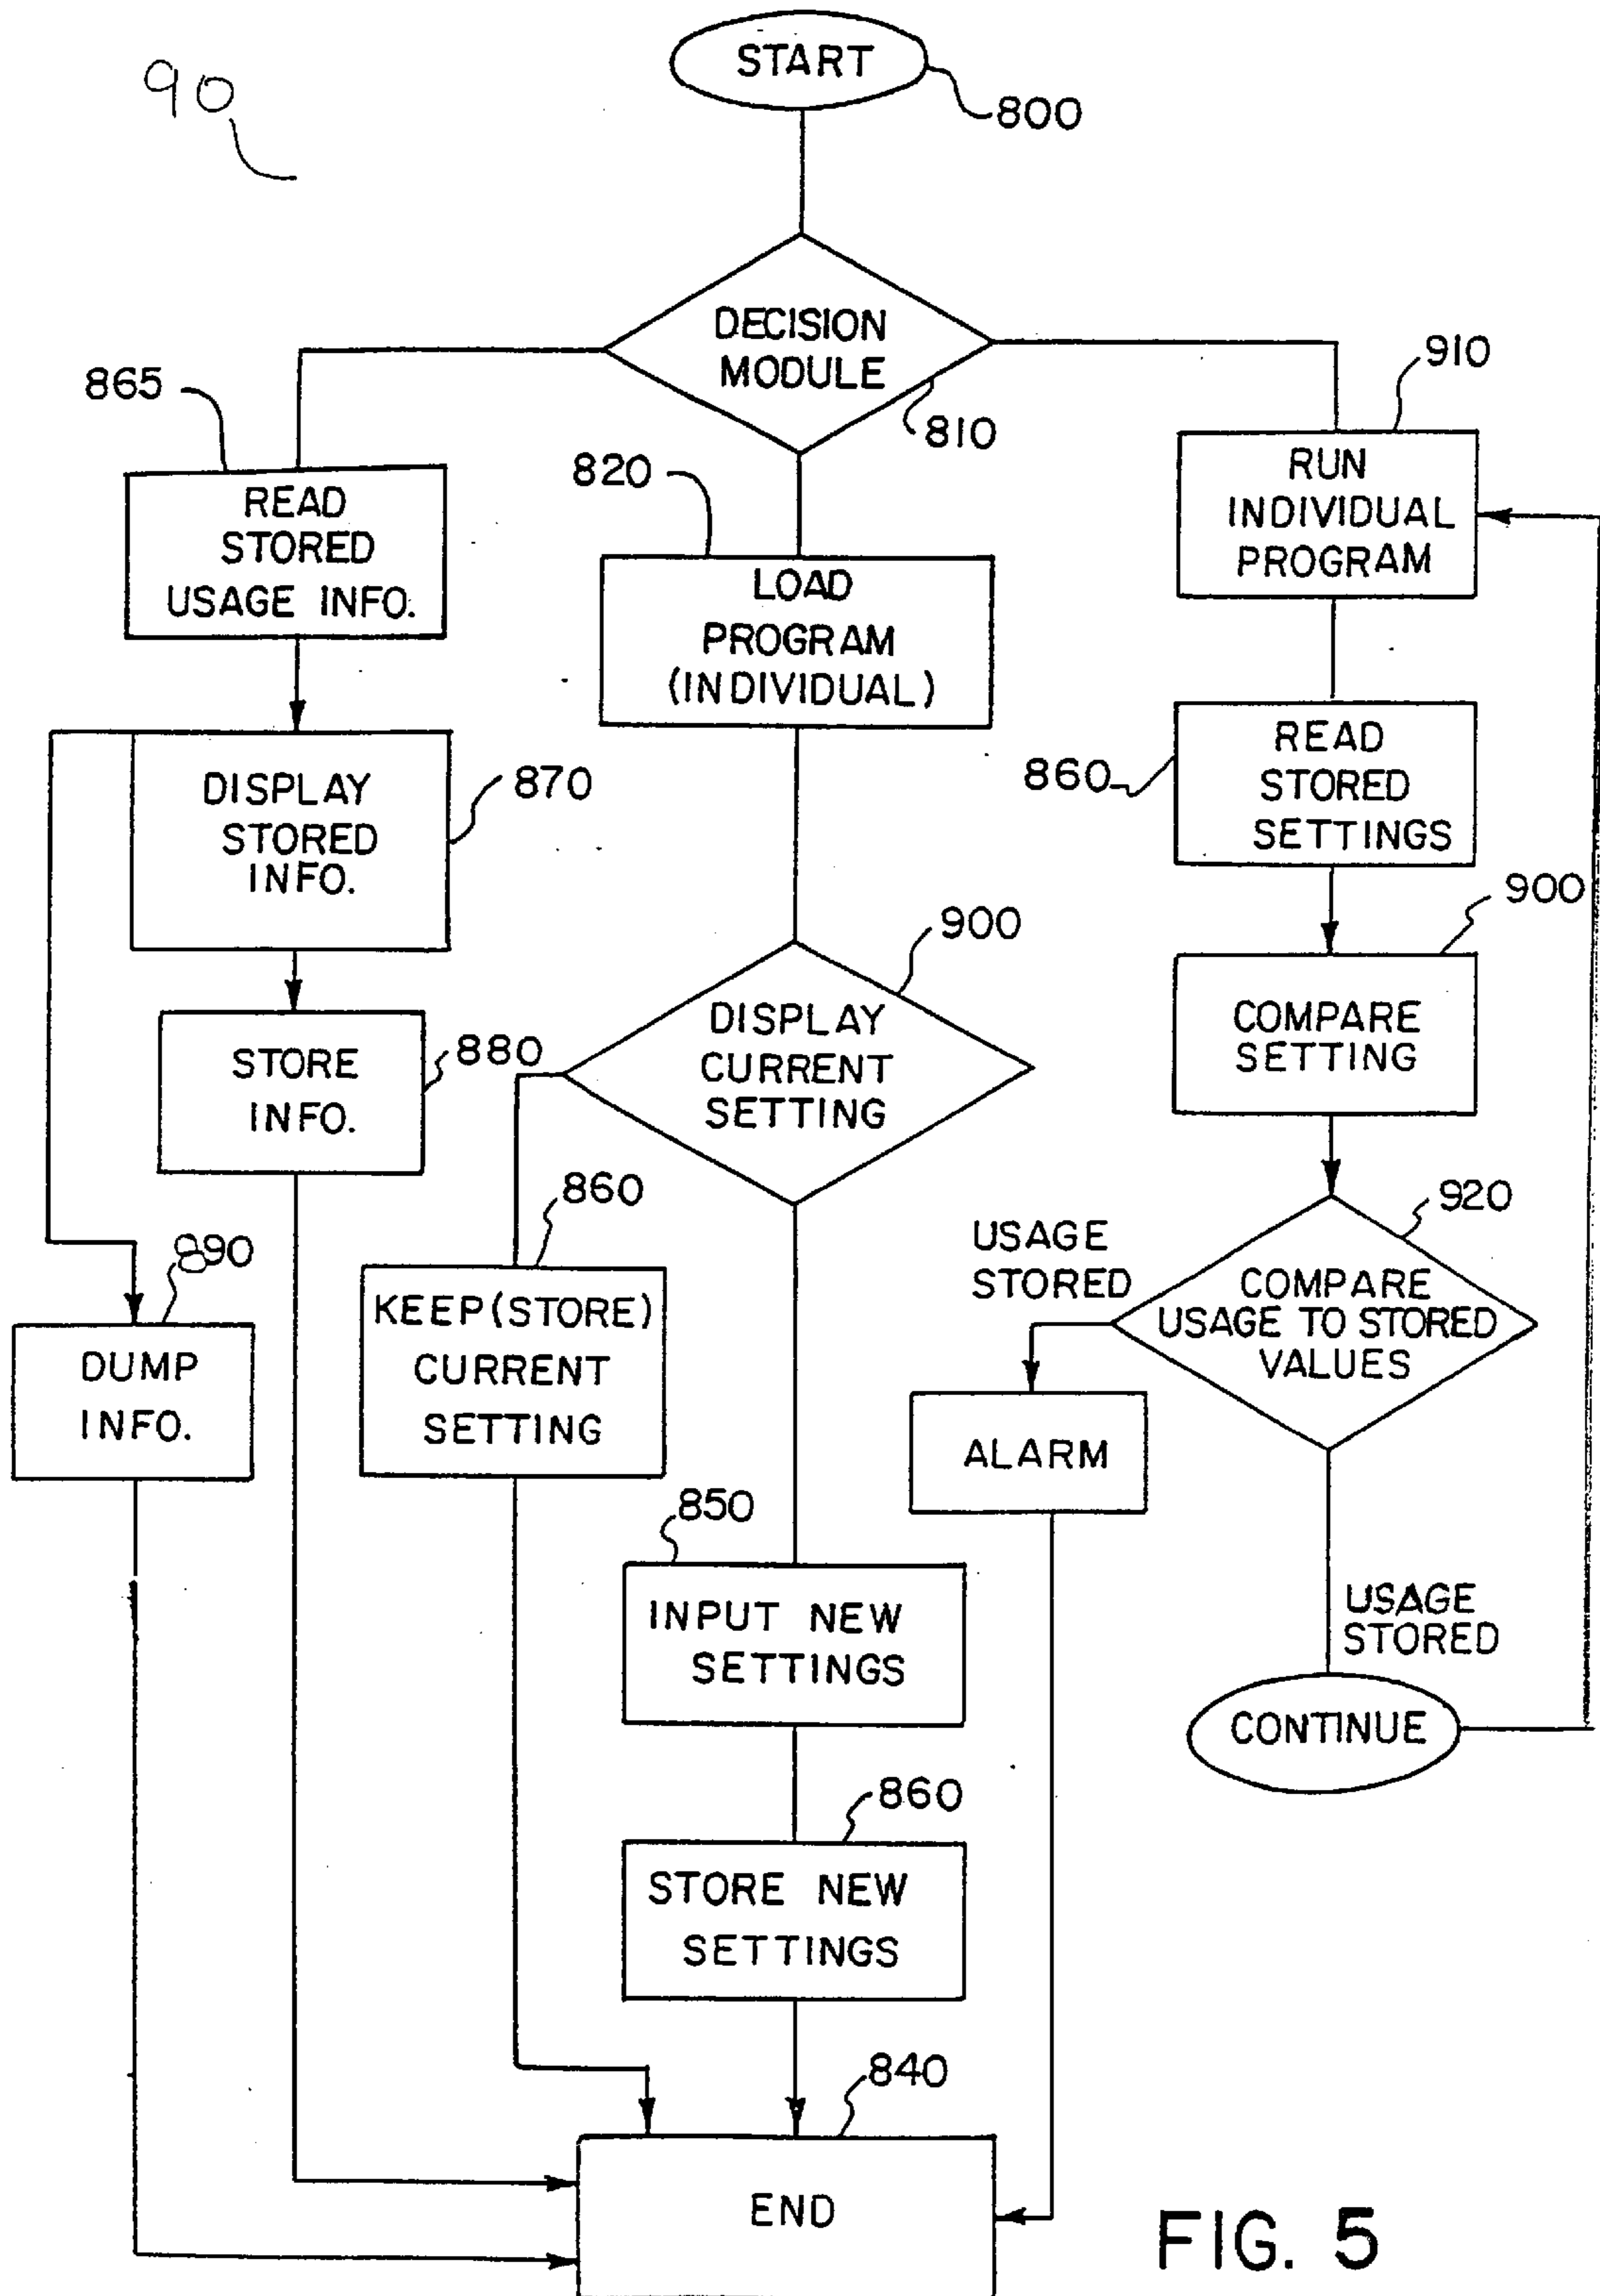 90
START
800
DECISION
MODULE
810
865
READ
STORED
USAGE INFO.
820
LOAD
PROGRAM
(INDIVIDUAL)
910
RUN
INDIVIDUAL
PROGRAM
DISPLAY
STORED
INFO.
870
860
READ
STORED
SETTINGS
900
DISPLAY
CURRENT
SETTING
900
COMPARE
SETTING
STORE
INFO.
880
890
DUMP
INFO.
860
KEEP (STORE)
CURRENT
SETTING
920
USAGE
STORED
COMPARE
USAGE TO STORED
VALUES
ALARM
850
INPUT NEW
SETTINGS
USAGE
STORED
CONTINUE
860
STORE NEW
SETTINGS
840
END
FIG. 5